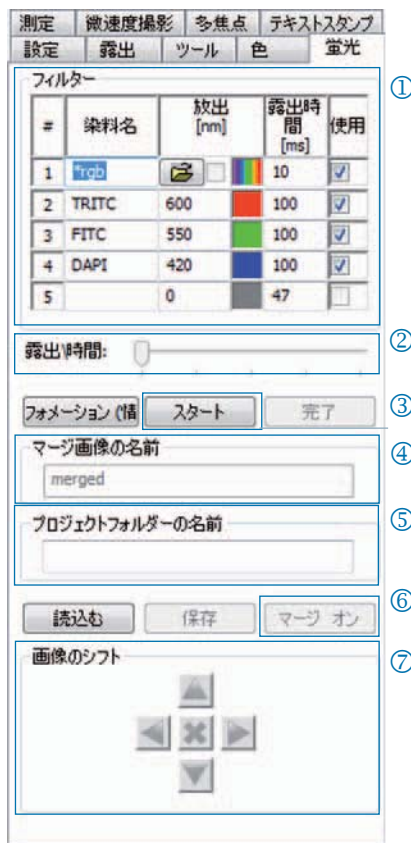 測定 微速度撮影 多焦点 テキストスタンプ
設定 露出 ツール 色 蛍光
フィルター
①
# 染料名 放出 [nm] 露出時間 [ms] 使用
1 *rgb 10
2 TRITC 600 100
3 FITC 550 100
4 DAPI 420 100
5 0 47
露出\時間:
②
フォメーション (情 スタート 完了
③
マージ画像の名前
④
merged
プロジェクトフォルダーの名前
⑤
読込む 保存 マージ オン
⑥
画像のシフト
⑦